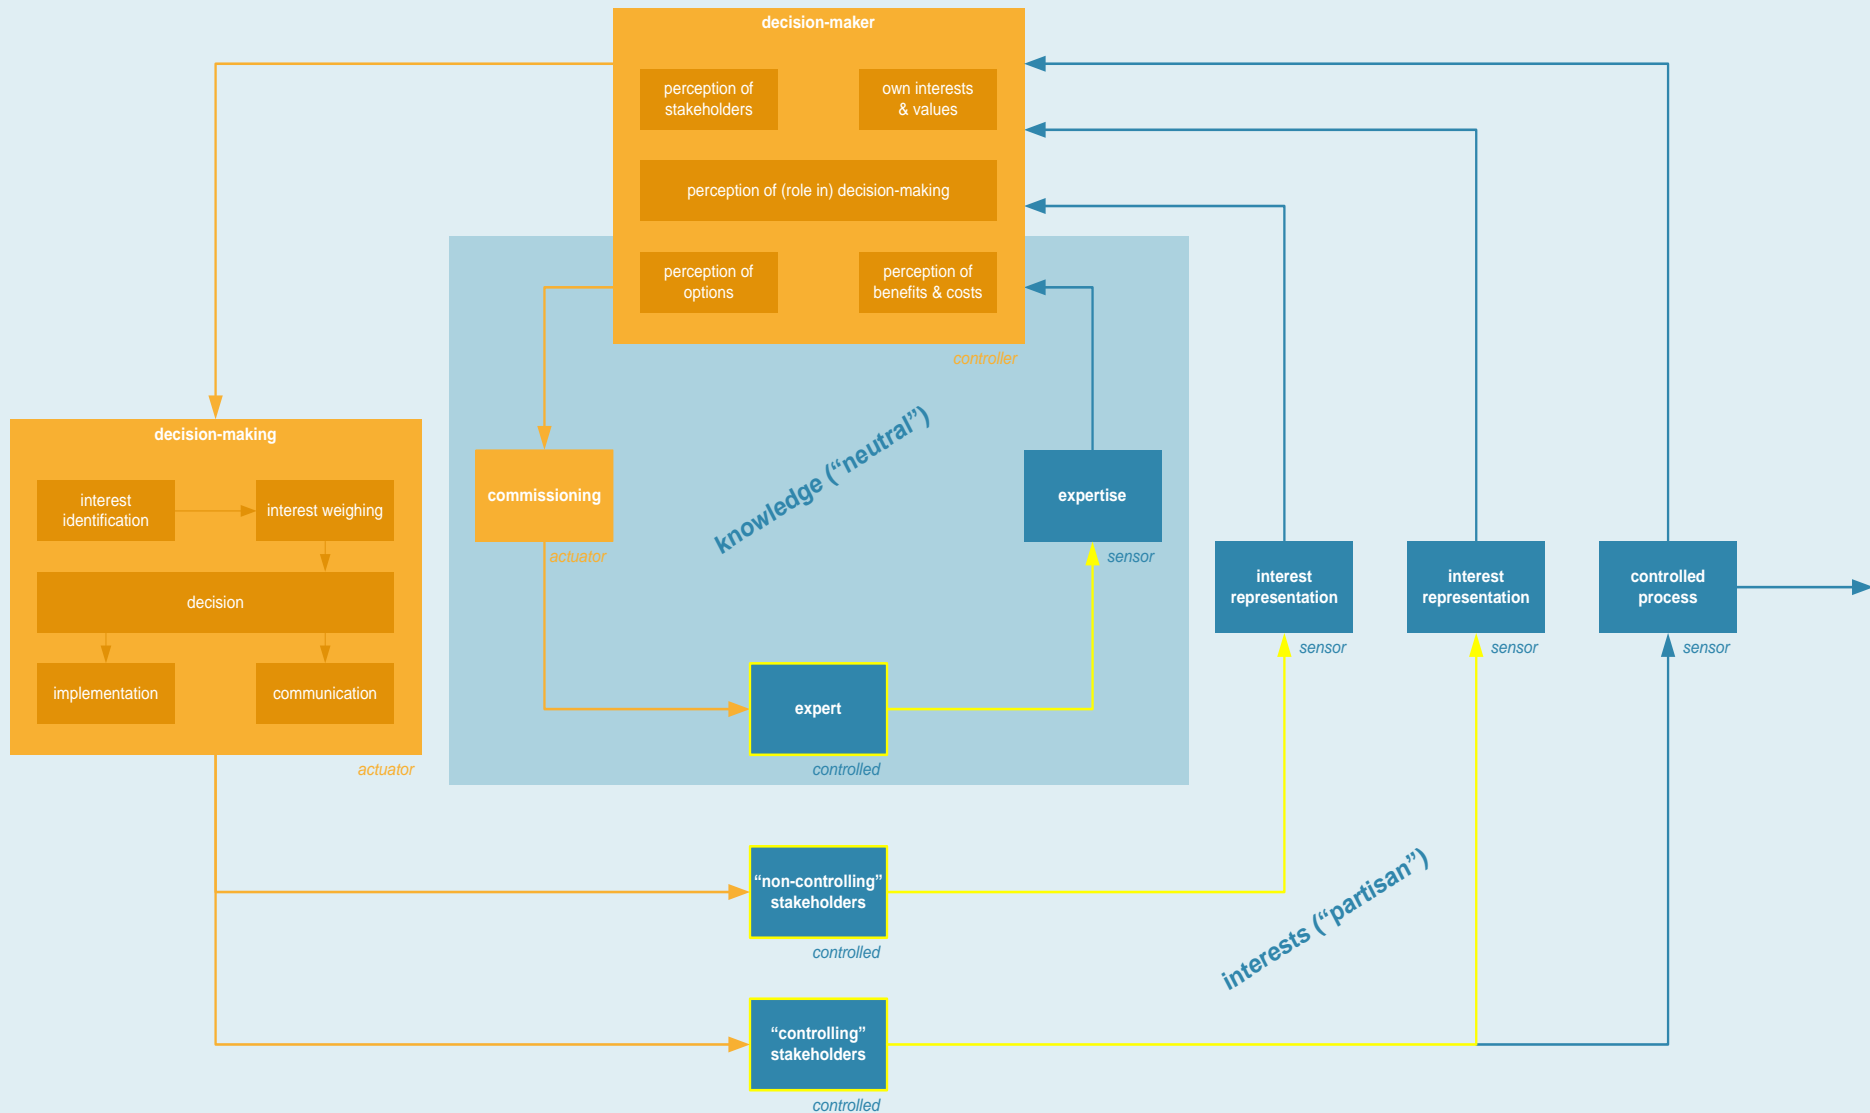 decision-maker
perception of
stakeholders
own interests
& values
perception of (role in) decision-making
perception of
options
perception of
benefits & costs
controller
decision-making
interest
identification
interest weighing
decision
implementation
communication
actuator
knowledge (“neutral”)
commissioning
actuator
expertise
sensor
expert
controlled
interest
representation
sensor
interest
representation
sensor
controlled
process
sensor
“non-controlling”
stakeholders
controlled
interests (“partisan”)
“controlling”
stakeholders
controlled